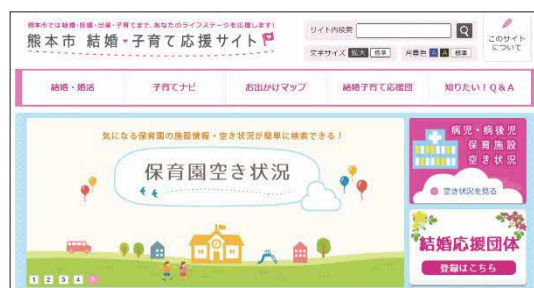 熊本市では結婚・妊娠・出産・子育てまで、あなたのライフステージを応援します!
熊本市 結婚・子育て応援サイト
サイト内検索
文字サイズ 拡大 標準 背景色 A A 標準
このサイト
について
結婚・婚活 子育てナビ お出かけマップ 結婚子育て応援団 知りたい!Q&A
気になる保育園の施設情報・空き状況が簡単に検索できる!
保育園空き状況
1 2 3 4 5
病児・病後児
保育施設
空き状況
空き状況を見る
結婚応援団体
登録はこちら